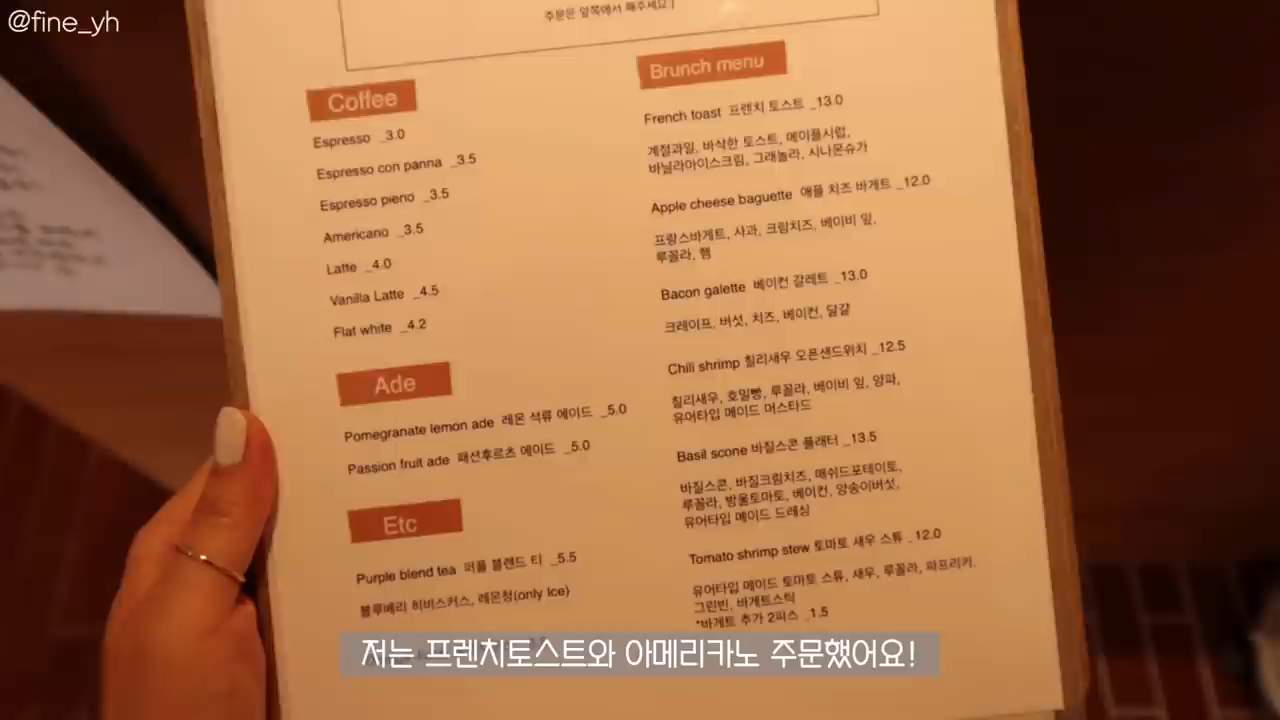 @fine_yh
주문은 앞쪽에서 해주세요 )
Coffee
Espresso _3.0
Espresso con panna _3.5
Espresso pieno _3.5
Americano _3.5
Latte _4.0
Vanilla Latte _4.5
Flat white _4.2
Ade
Pomegranate lemon ade 레몬 석류 에이드 _5.0
Passion fruit ade 패션후르츠 에이드 _5.0
Etc
Purple blend tea 퍼플 블렌드 티 _5.5
블루베리 히비스커스, 레몬청(only Ice)
Brunch menu
French toast 프렌치 토스트 _13.0
계절과일, 바삭한 토스트, 메이플시럽,
바닐라아이스크림, 그래놀라, 시나몬슈가
Apple cheese baguette 애플 치즈 바게트 _12.0
프랑스바게트, 사과, 크림치즈, 베이비 잎,
루꼴라, 햄
Bacon galette 베이컨 갈레트 _13.0
크레이프, 버섯, 치즈, 베이컨, 달걀
Chili shrimp 칠리새우 오픈샌드위치 _12.5
칠리새우, 호밀빵, 루꼴라, 베이비 잎, 양파,
유어타입 메이드 머스타드
Basil scone 바질스콘 플래터 _13.5
바질스콘, 바질크림치즈, 매쉬드포테이토,
루꼴라, 방울토마토, 베이컨, 양송이버섯,
유어타입 메이드 드레싱
Tomato shrimp stew 토마토 새우 스튜 _12.0
유어타입 메이드 토마토 스튜, 새우, 루꼴라, 파프리카,
그린빈, 바게트스틱
*바게트 추가 2피스 _1.5
저는 프렌치토스트와 아메리카노 주문했어요!